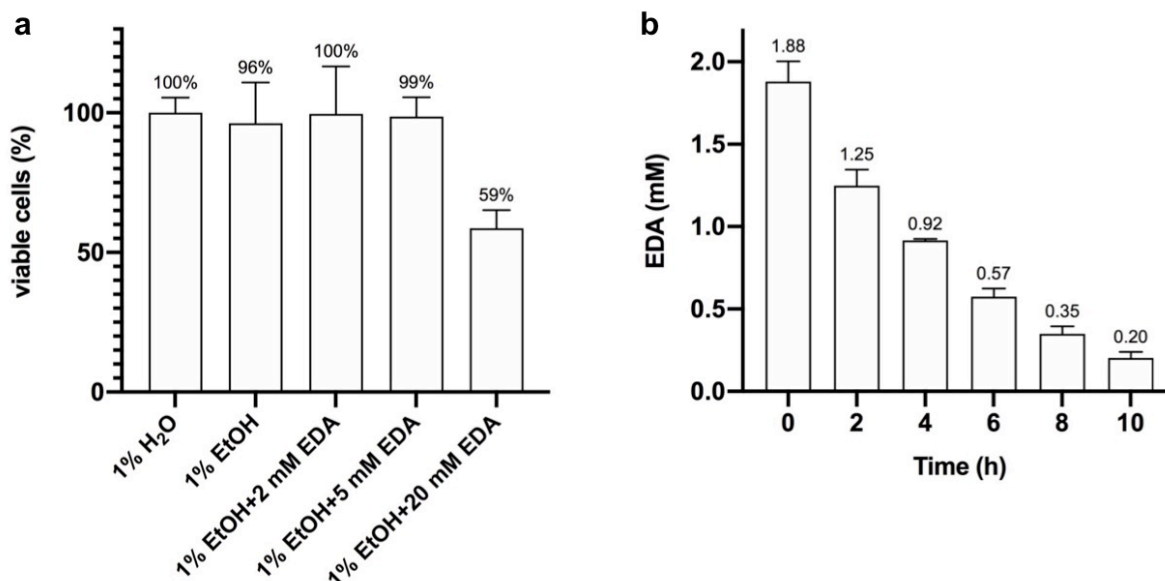 a
viable cells (%)
100
50
0
100%
96%
100%
99%
59%
1% H₂O
1% EtOH
1% EtOH+2 mM EDA
1% EtOH+5 mM EDA
1% EtOH+20 mM EDA
b
EDA (mM)
2.0
1.5
1.0
0.5
0.0
1.88
1.25
0.92
0.57
0.35
0.20
0 2 4 6 8 10
Time (h)